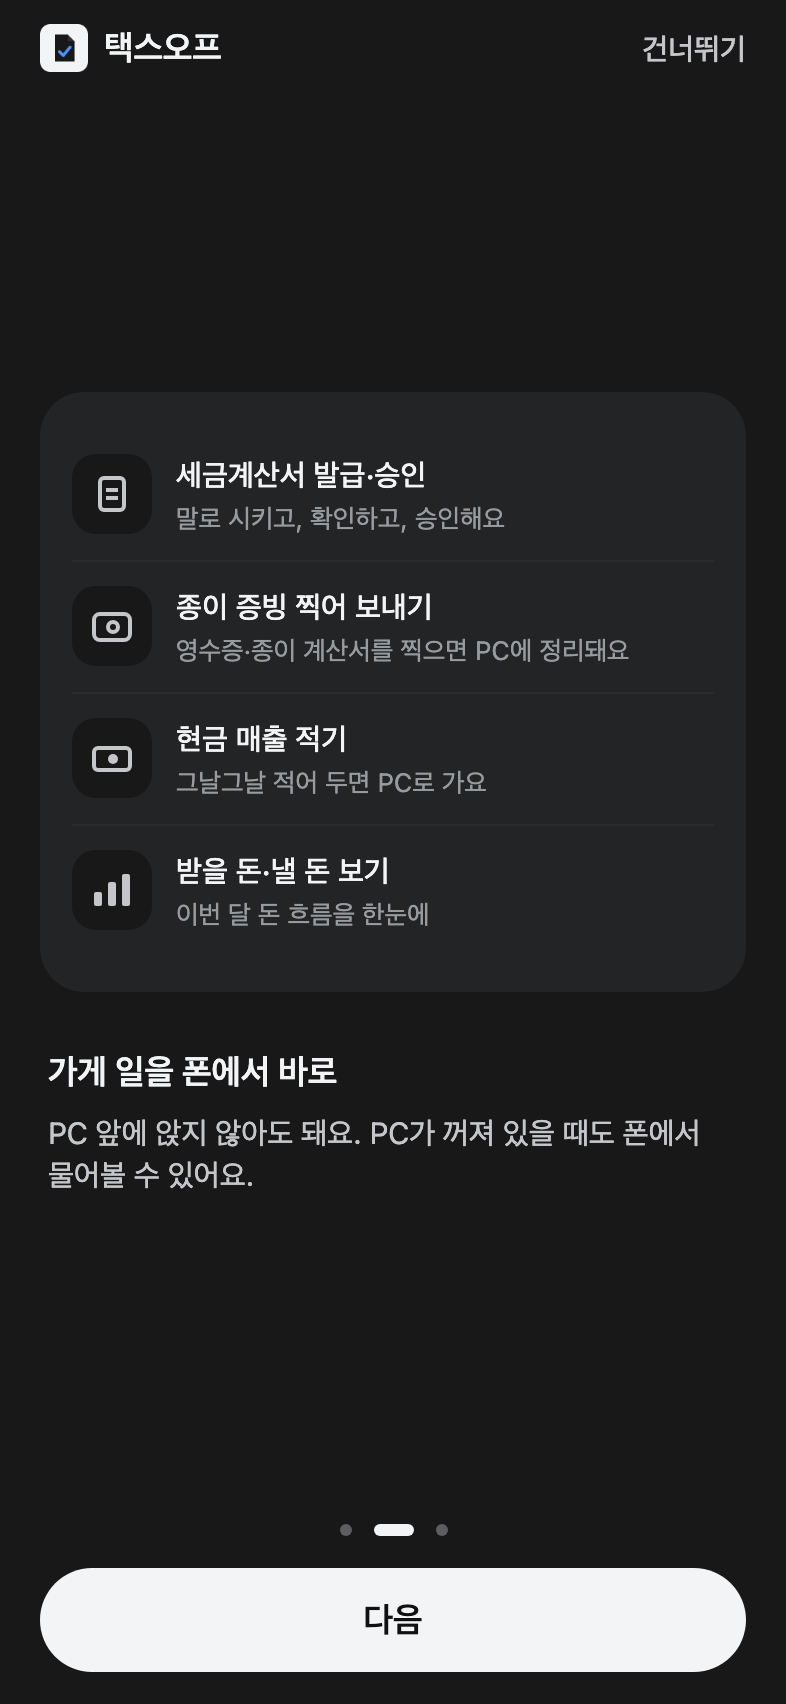 택스오프
건너뛰기
세금계산서 발급·승인
말로 시키고, 확인하고, 승인해요
종이 증빙 찍어 보내기
영수증·종이 계산서를 찍으면 PC에 정리돼요
현금 매출 적기
그날그날 적어 두면 PC로 가요
받을 돈·낼 돈 보기
이번 달 돈 흐름을 한눈에
가게 일을 폰에서 바로
PC 앞에 앉지 않아도 돼요. PC가 꺼져 있을 때도 폰에서
물어볼 수 있어요.
다음